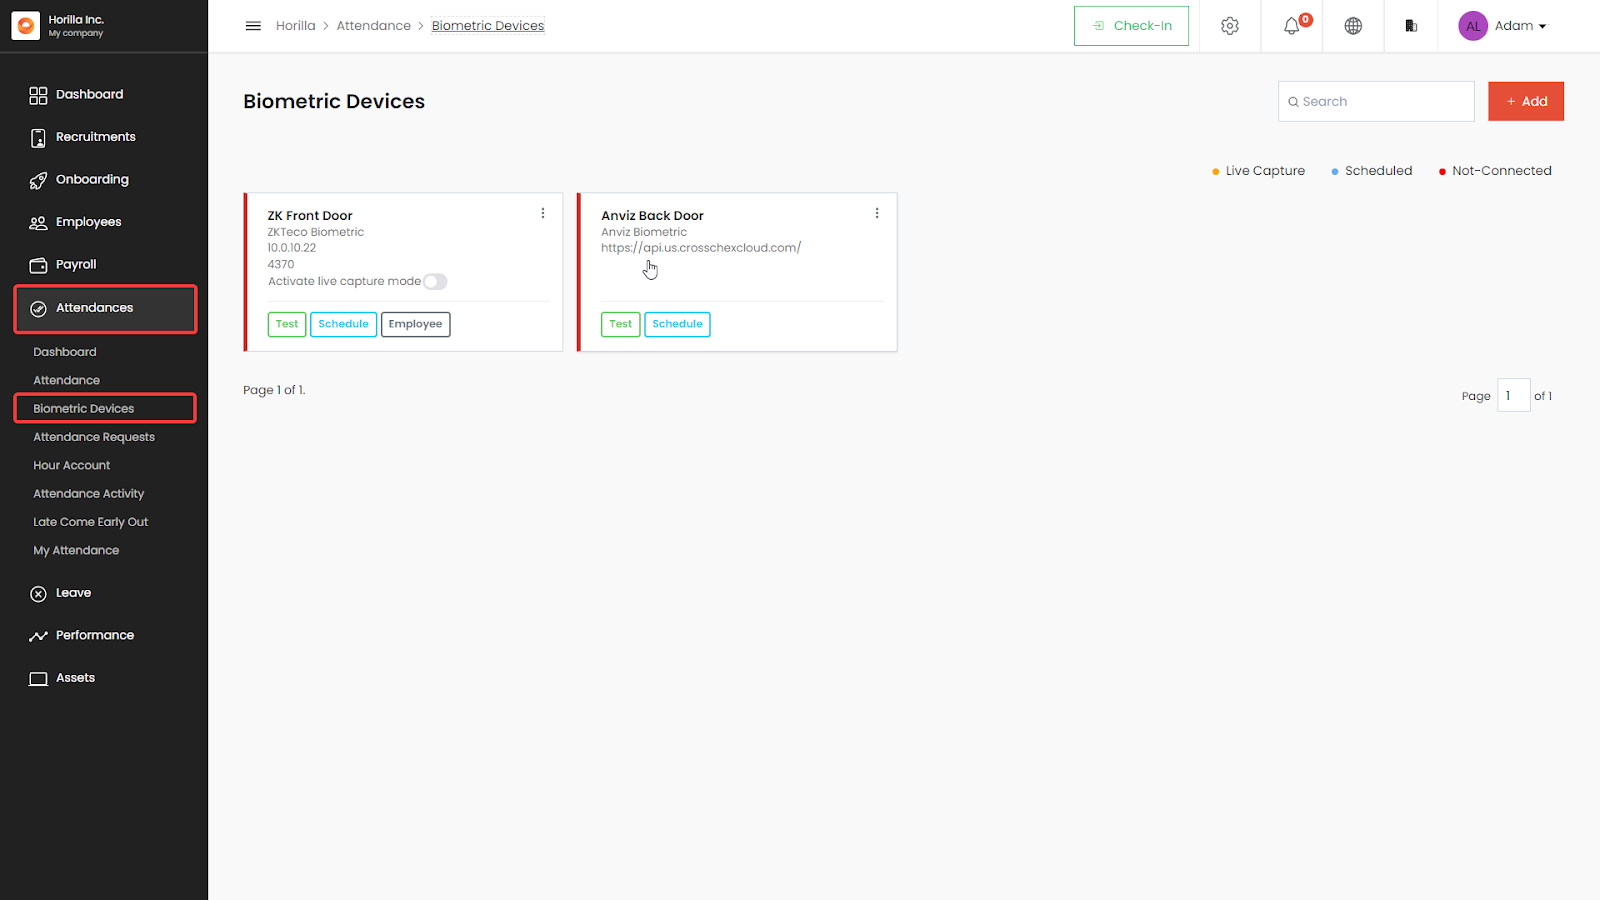 Horilla Inc.
My company
Dashboard
Recruitments
Onboarding
Employees
Payroll
Attendances
Dashboard
Attendance
Biometric Devices
Attendance Requests
Hour Account
Attendance Activity
Late Come Early Out
My Attendance
Leave
Performance
Assets
Horilla > Attendance > Biometric Devices
Check-In
0
AL Adam
Biometric Devices
Search
+ Add
Live Capture Scheduled Not-Connected
ZK Front Door
ZKTeco Biometric
10.0.10.22
4370
Activate live capture mode
Test Schedule Employee
Anviz Back Door
Anviz Biometric
https://api.us.crosschexcloud.com/
Test Schedule
Page 1 of 1.
Page 1 of 1